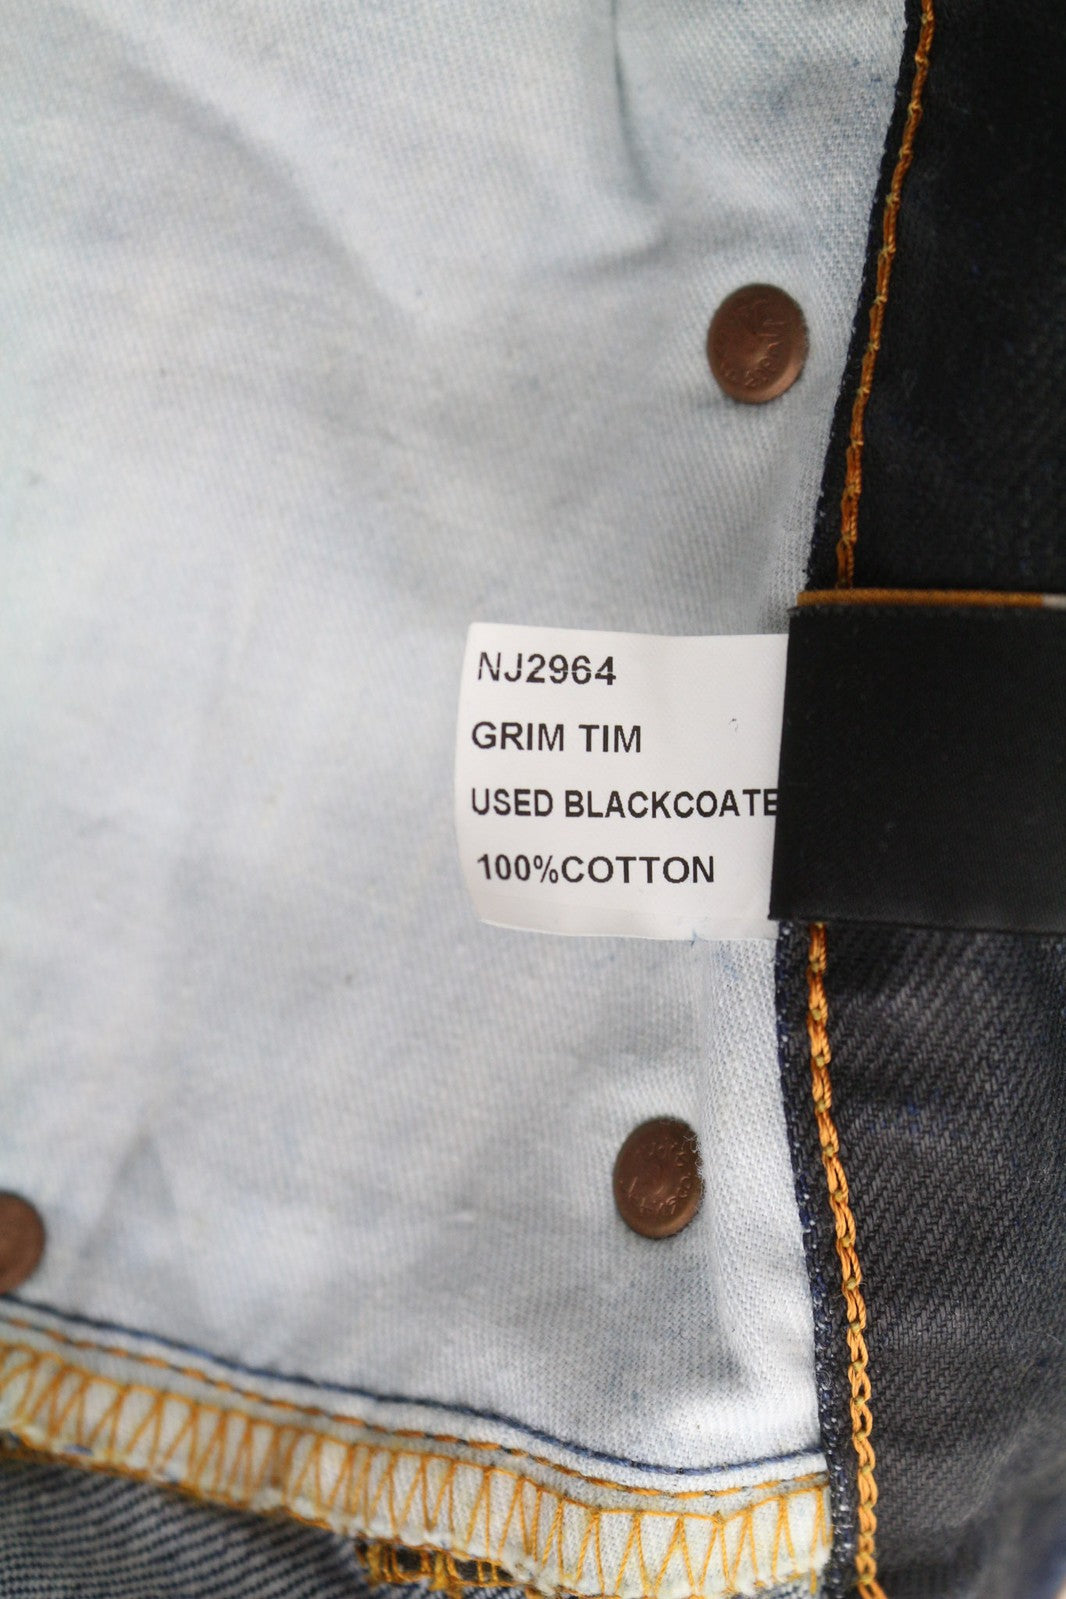 NJ2964
GRIM TIM
USED BLACKCOATE
100%COTTON